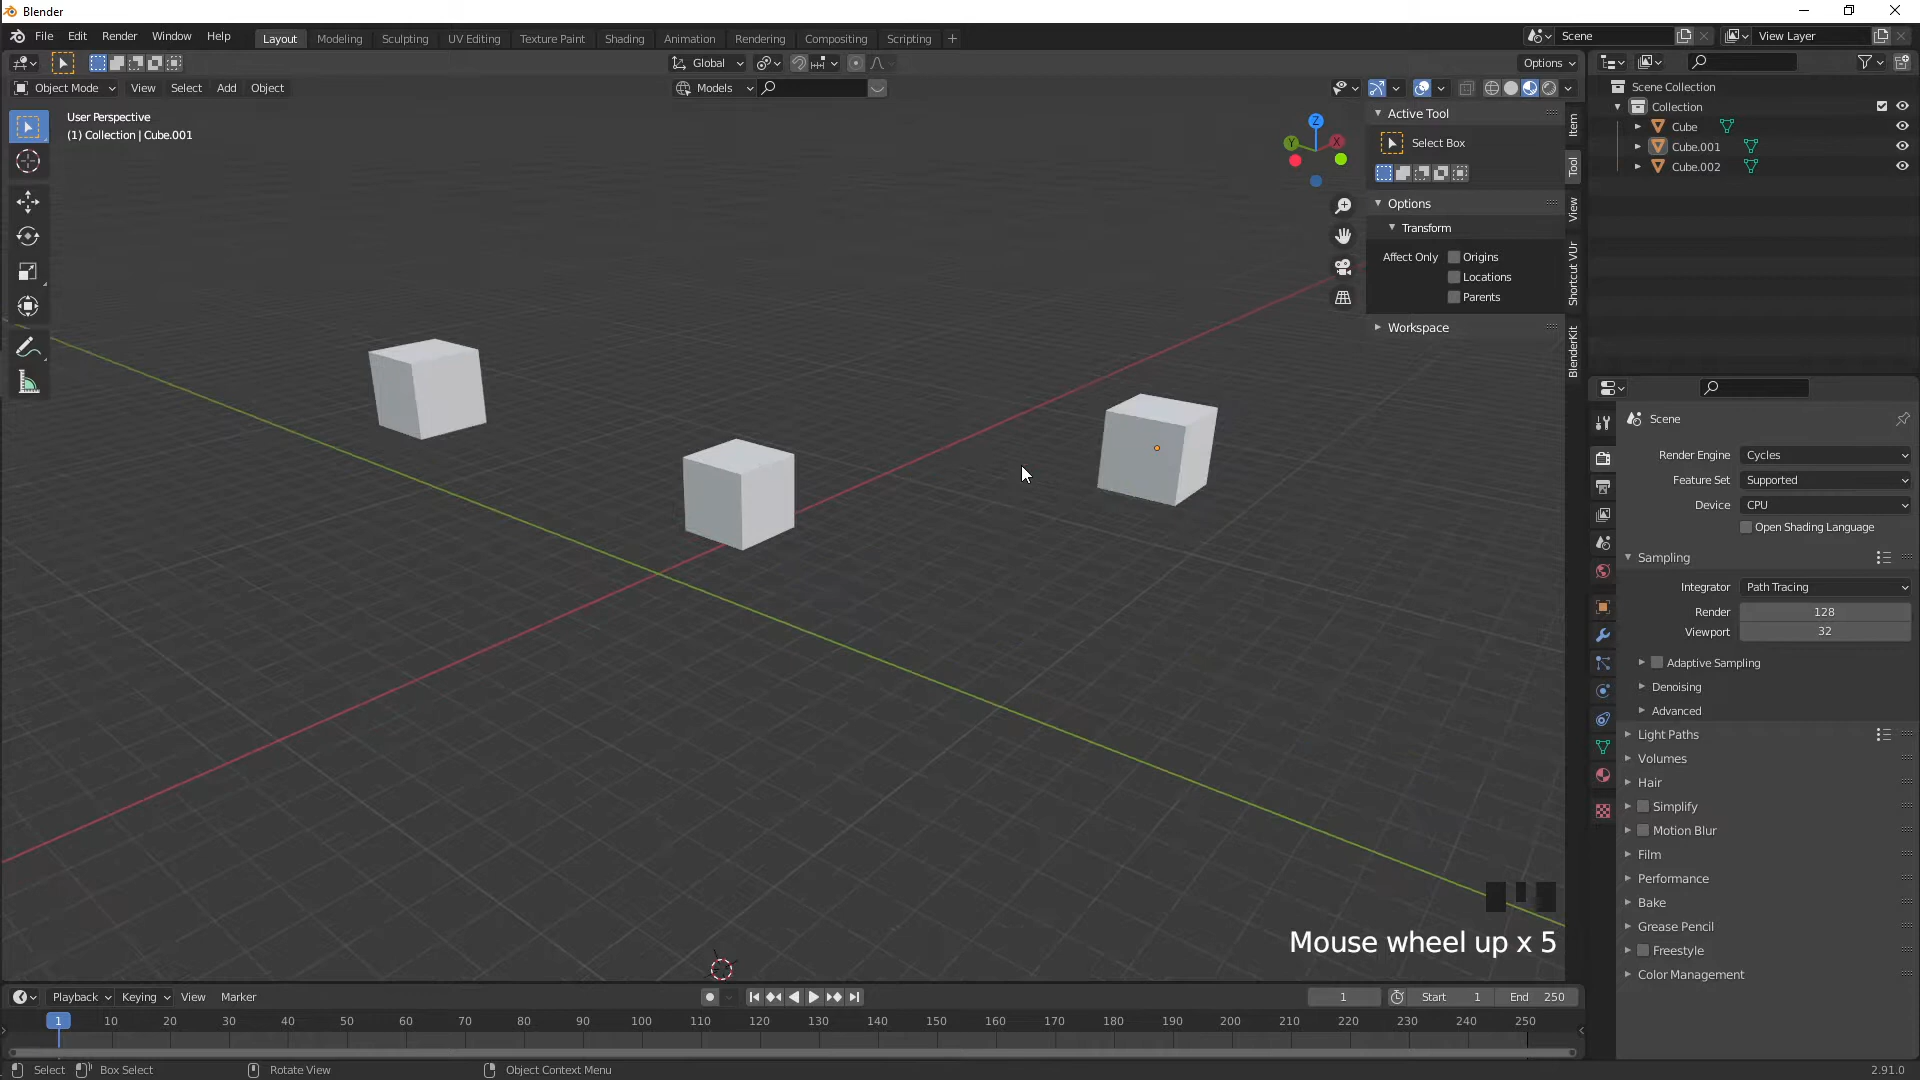 Blender
File Edit Render Window Help
Layout Modeling Sculpting UV Editing Texture Paint Shading Animation Rendering Compositing Scripting +
Scene
View Layer
Global
Options
Object Mode View Select Add Object
Models
User Perspective
(1) Collection | Cube.001
Z
Y
X
Active Tool
Select Box
Options
Transform
Affect Only Origins
Locations
Parents
Workspace
Item
Tool
View
Shortcut VUr
BlenderKit
Scene Collection
Collection
Cube
Cube.001
Cube.002
Scene
Render Engine Cycles
Feature Set Supported
Device CPU
Open Shading Language
Sampling
Integrator Path Tracing
Render 128
Viewport 32
Adaptive Sampling
Denoising
Advanced
Light Paths
Volumes
Hair
Simplify
Motion Blur
Film
Performance
Bake
Grease Pencil
Freestyle
Color Management
Mouse wheel up x 5
Playback Keying View Marker
1
Start 1
End 250
1 10 20 30 40 50 60 70 80 90 100 110 120 130 140 150 160 170 180 190 200 210 220 230 240 250
Select Box Select Rotate View Object Context Menu
2.91.0